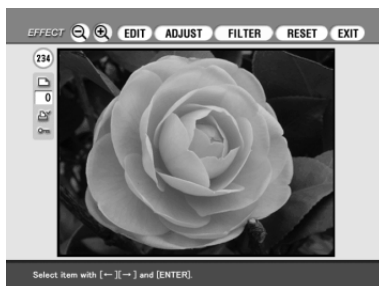 EFFECT EDIT ADJUST FILTER RESET EXIT
234
0
Select item with [←][→] and [ENTER].